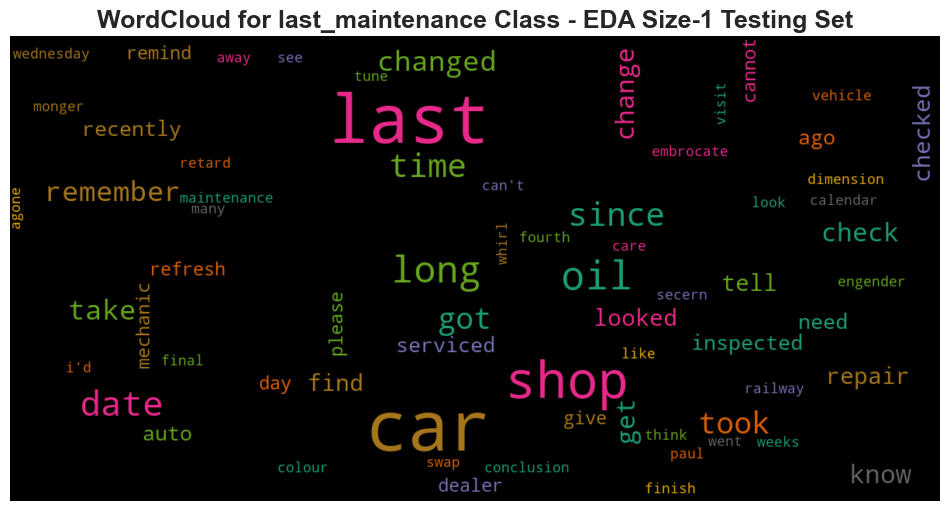 WordCloud for last_maintenance Class - EDA Size-1 Testing Set
wednesday
remind
away
see
changed
tune
change
cannot
visit
vehicle
checked
monger
recently
last
ago
embrocate
retard
time
remember
maintenance
many
can't
dimension
calendar
look
agone
since
check
whirl
fourth
care
refresh
long
oil
secern
tell
engender
take
mechanic
please
got
looked
need
serviced
inspected
i'd
final
like
day
find
shop
railway
repair
date
auto
car
give
get
think
took
went
weeks
colour
swap
conclusion
paul
know
dealer
finish